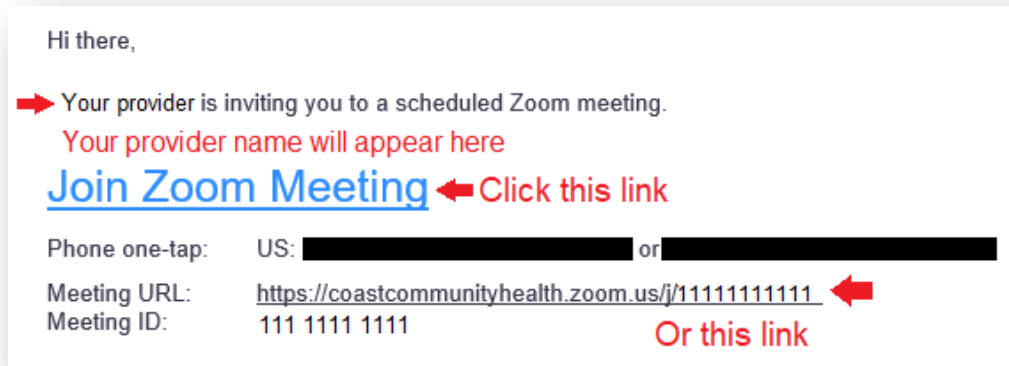 Hi there,
Your provider is inviting you to a scheduled Zoom meeting.
Your provider name will appear here
Join Zoom Meeting Click this link
Phone one-tap: US: or
Meeting URL: https://coastcommunityhealth.zoom.us/j/11111111111
Meeting ID: 111 1111 1111
Or this link